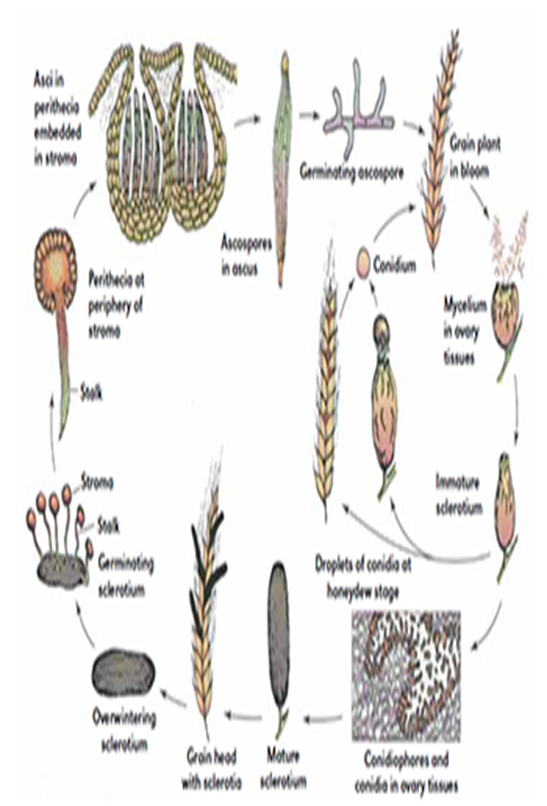 Asci in
perithecia
embedded
in stroma
Germinating ascospore
Grain plant
in bloom
Ascospores
in ascus
Conidium
Perithecia at
periphery of
stroma
Mycelium
in ovary
tissues
Stalk
Stroma
Stalk
Germinating
sclerotium
Immature
sclerotium
Droplets of conidia at
honeydew stage
Overwintering
sclerotium
Grain head
with sclerotia
Mature
sclerotium
Conidiophores and
conidia in ovary tissues